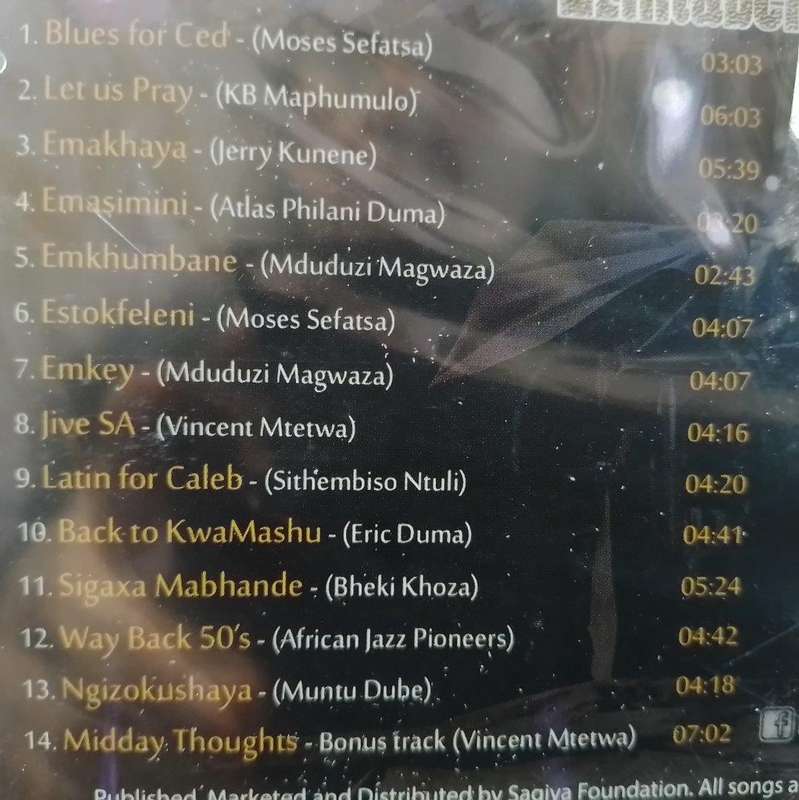 1. Blues for Ced - (Moses Sefatsa) 03:03
2. Let us Pray - (KB Maphumulo) 06:03
3. Emakhaya - (Jerry Kunene) 05:39
4. Emasimini - (Atlas Philani Duma)
5. Emkhumbane - (Mduduzi Magwaza) 02:43
6. Estokfeleni - (Moses Sefatsa) 04:07
7. Emkey - (Mduduzi Magwaza) 04:07
8. Jive SA - (Vincent Mtetwa) 04:16
9. Latin for Caleb - (Sithembiso Ntuli) 04:20
10. Back to KwaMashu - (Eric Duma) 04:41
11. Sigaxa Mabhande - (Bheki Khoza) 05:24
12. Way Back 50's - (African Jazz Pioneers) 04:42
13. Ngizokushaya - (Muntu Dube) 04:18
14. Midday Thoughts - Bonus track (Vincent Mtetwa) 07:02
f
Published, Marketed and Distributed by Sagiya Foundation. All songs a